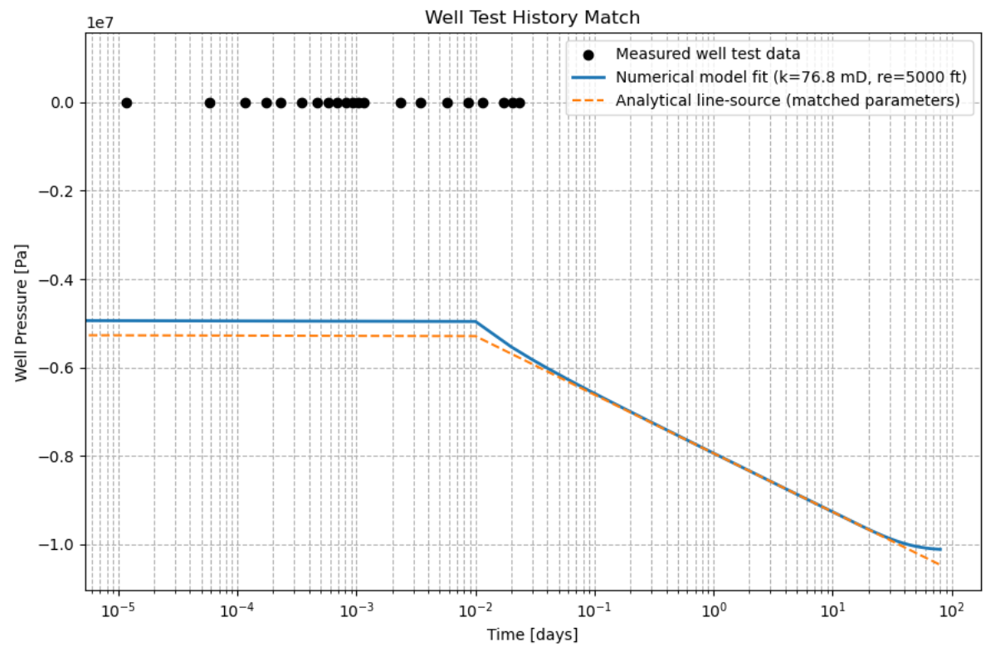 Well Test History Match
1e7
Measured well test data
Numerical model fit (k=76.8 mD, re=5000 ft)
Analytical line-source (matched parameters)
0.0
−0.2
−0.4
−0.6
−0.8
−1.0
Well Pressure [Pa]
10⁻⁵ 10⁻⁴ 10⁻³ 10⁻² 10⁻¹ 10⁰ 10¹ 10²
Time [days]